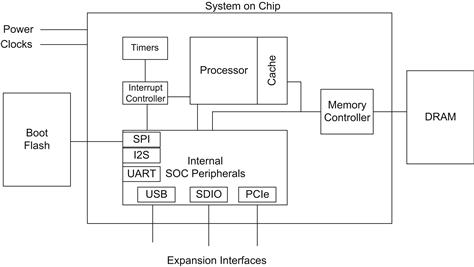 System on Chip
Power
Clocks
Timers
Interrupt
Controller
Processor
Cache
Memory
Controller
DRAM
Boot
Flash
SPI
I2S
UART
Internal
SOC Peripherals
USB
SDIO
PCIe
Expansion Interfaces